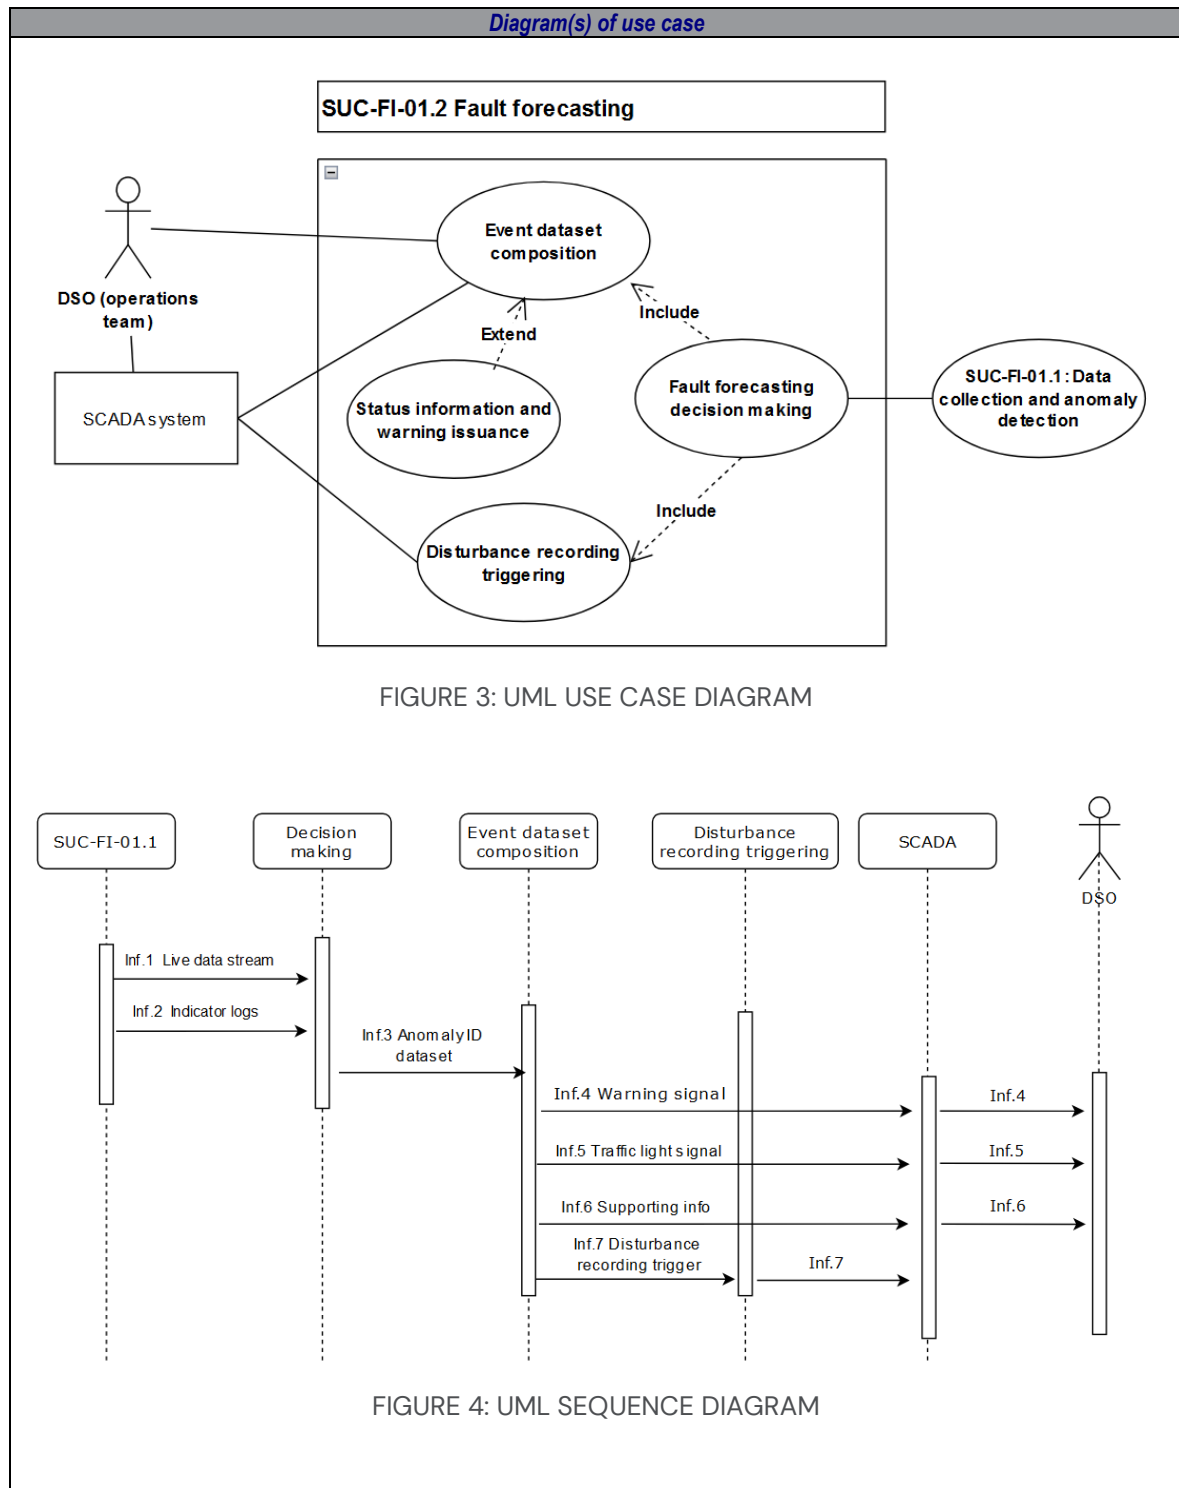 Diagram(s) of use case
SUC-FI-01.2 Fault forecasting
Event dataset
composition
DSO (operations
team)
Include
Extend
SCADA system
Status information and
warning issuance
Fault forecasting
decision making
SUC-FI-01.1: Data
collection and anomaly
detection
Include
Disturbance recording
triggering
FIGURE 3: UML USE CASE DIAGRAM
SUC-FI-01.1
Decision
making
Event dataset
composition
Disturbance
recording triggering
SCADA
DSO
Inf.1 Live data stream
Inf.2 Indicator logs
Inf.3 Anomaly ID
dataset
Inf.4 Warning signal
Inf.4
Inf.5 Traffic light signal
Inf.5
Inf.6 Supporting info
Inf.6
Inf.7 Disturbance
recording trigger
Inf.7
FIGURE 4: UML SEQUENCE DIAGRAM